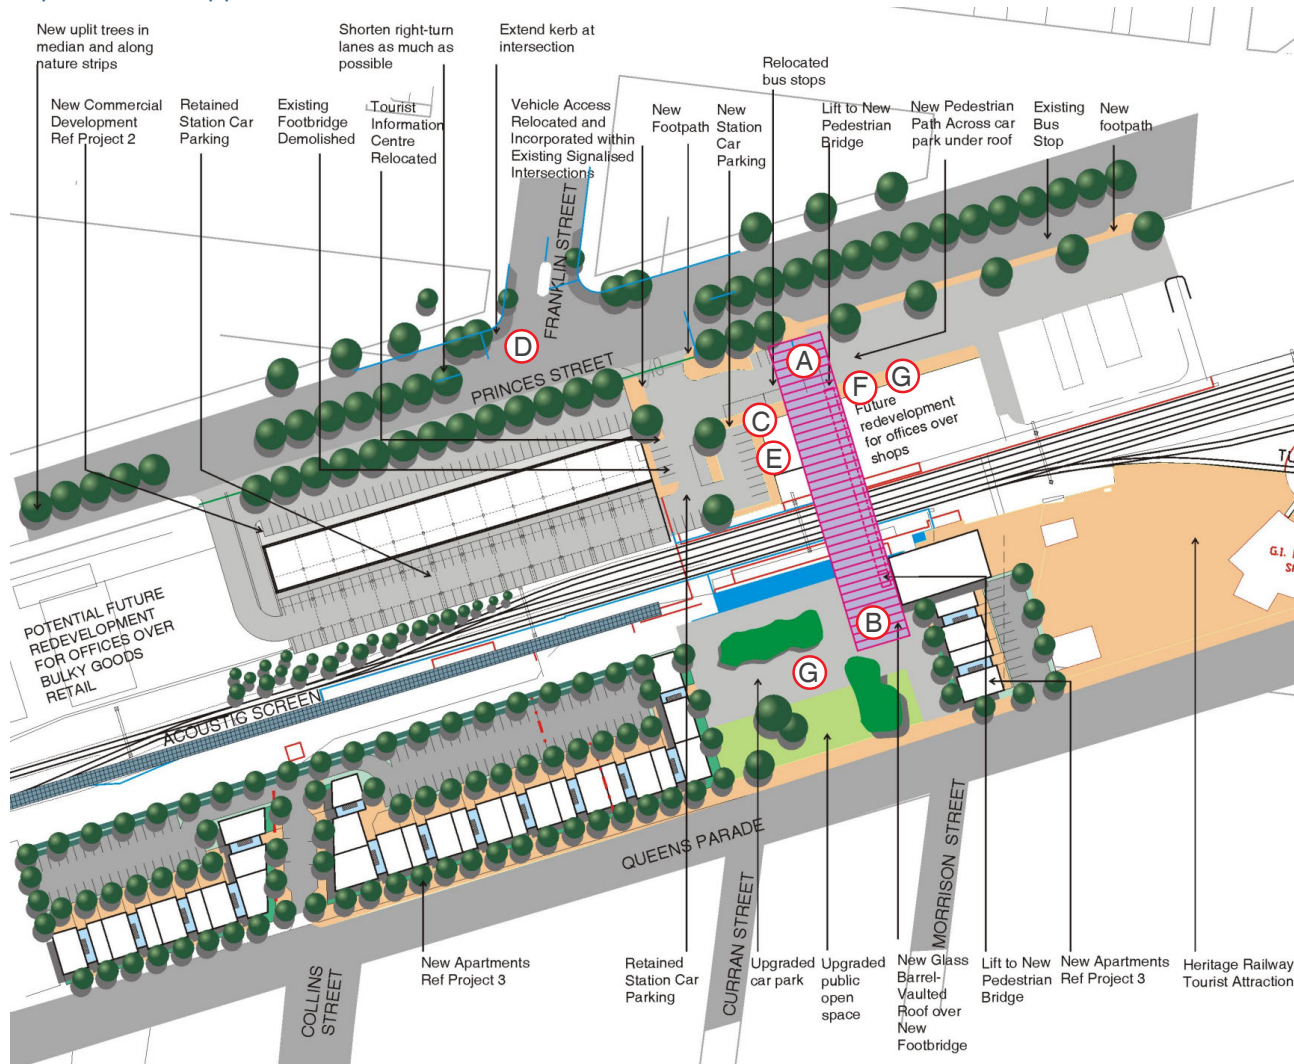 New uplit trees in
median and along
nature strips
Shorten right-turn
lanes as much as
possible
Extend kerb at
intersection
Relocated
bus stops
New Commercial
Development
Ref Project 2
Retained
Station Car
Parking
Existing
Footbridge
Demolished
Tourist
Information
Centre
Relocated
Vehicle Access
Relocated and
Incorporated within
Existing Signalised
Intersections
New
Footpath
New
Station
Car
Parking
Lift to New
Pedestrian
Bridge
New Pedestrian
Path Across car
park under roof
Existing
Bus
Stop
New
footpath
FRANKLIN STREET
PRINCES STREET
D
A
F
G
C
E
Future
redevelopment
for offices over
shops
G.I.
POTENTIAL FUTURE
REDEVELOPMENT
FOR OFFICES OVER
BULKY GOODS
RETAIL
B
G
ACOUSTIC SCREEN
QUEENS PARADE
COLLINS
STREET
CURRAN STREET
MORRISON STREET
New Apartments
Ref Project 3
Retained
Station Car
Parking
Upgraded
car park
Upgraded
public
open
space
New Glass
Barrel-
Vaulted
Roof over
New
Footbridge
Lift to New
Pedestrian
Bridge
New Apartments
Ref Project 3
Heritage Railway
Tourist Attraction